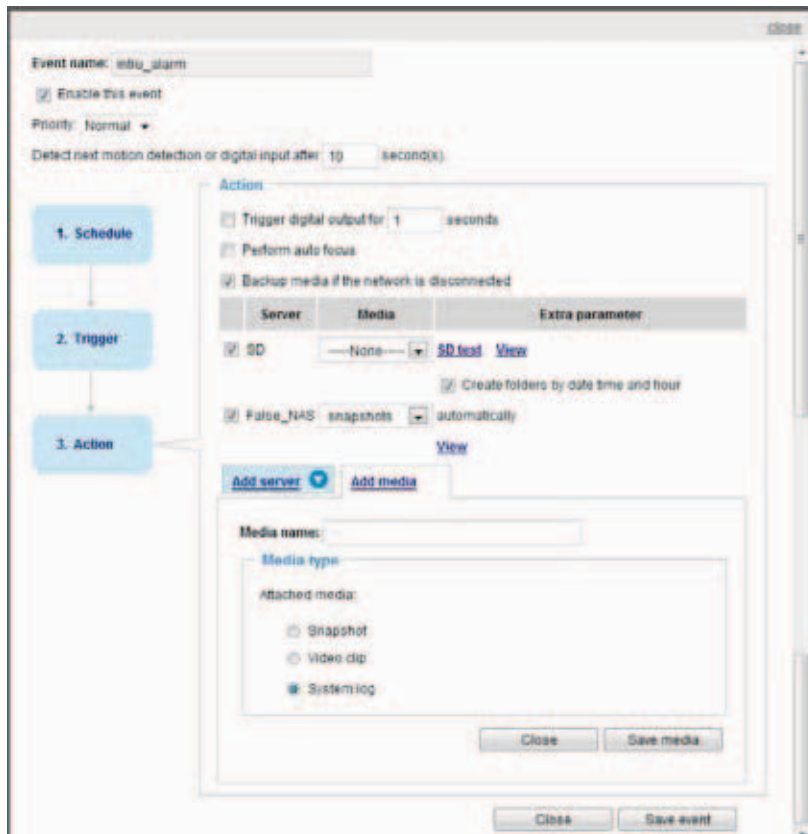 close
Event name: mbu_alarm
Enable this event
Priority: Normal
Detect next motion detection or digital input after 10 second(s).
Action
1. Schedule
2. Trigger
3. Action
Trigger digital output for 1 seconds
Perform auto focus
Backup media if the network is disconnected
Server Media Extra parameter
SD -----None----- SD test View
Create folders by date time and hour
False_NAS snapshots automatically
View
Add server Add media
Media name:
Media type
Attached media:
Snapshot
Video clip
System log
Close Save media
Close Save event